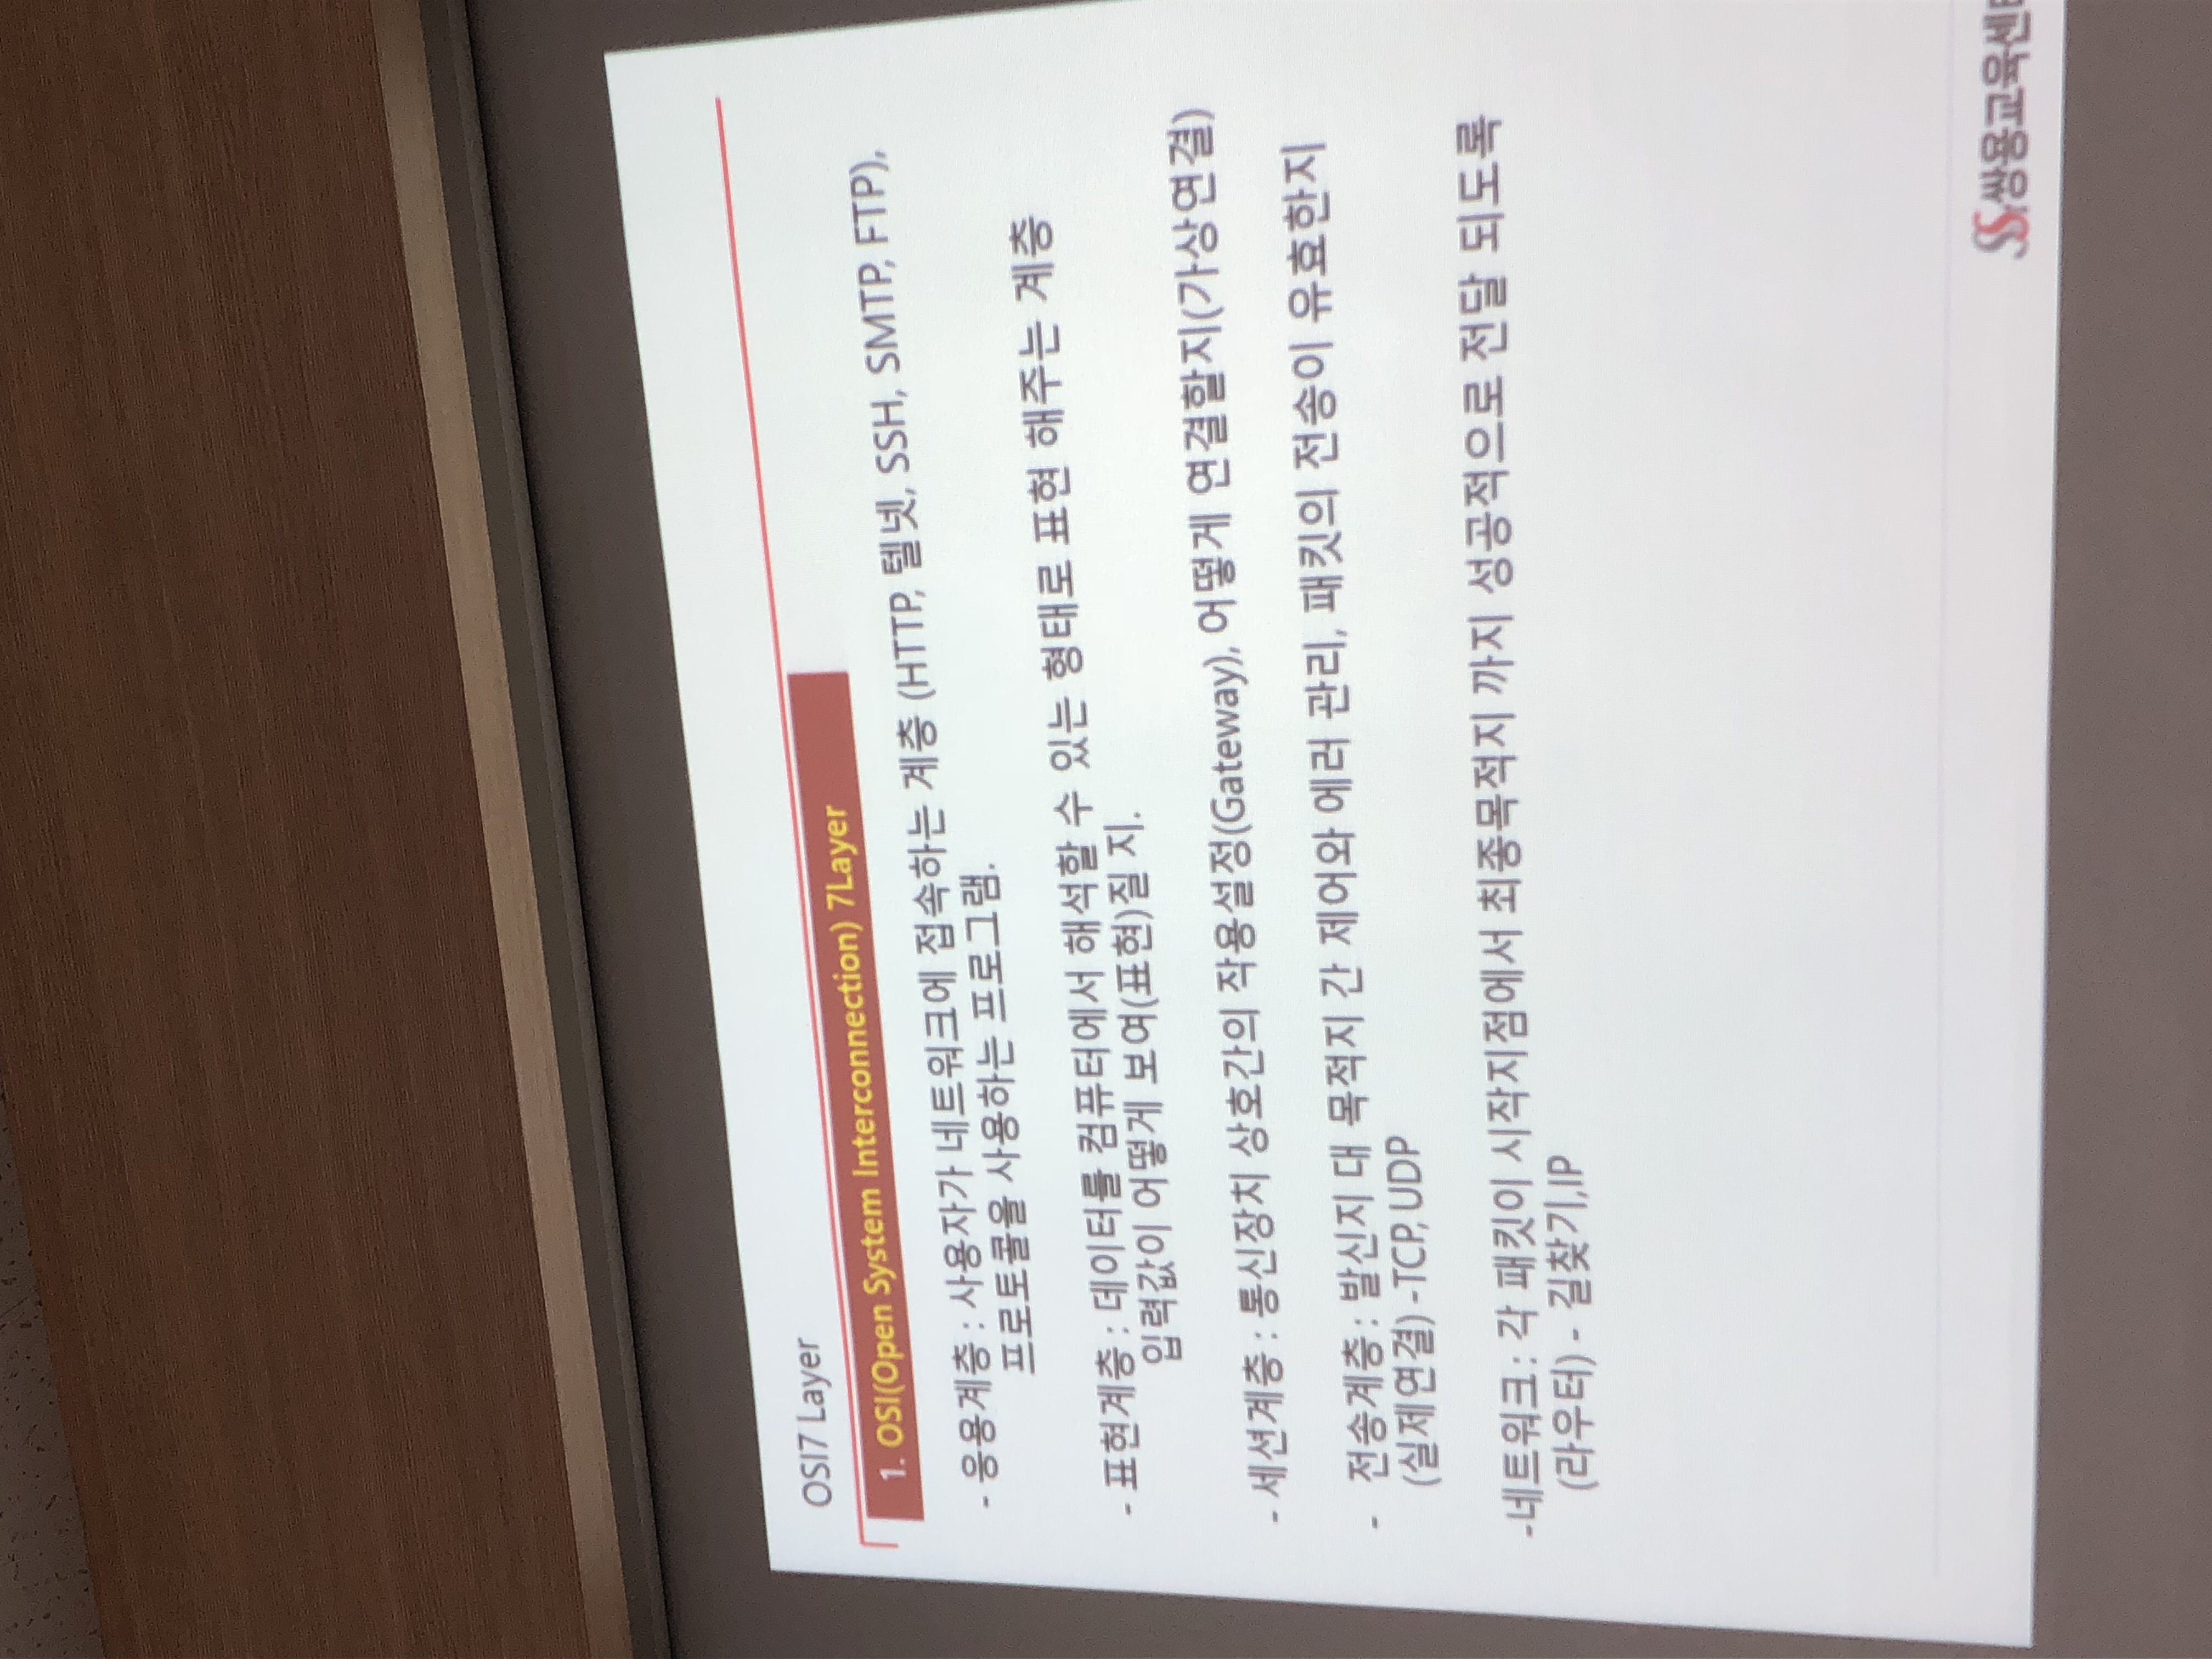 OSI7 Layer
1. OSI(Open System Interconnection) 7Layer
- 응용계층 : 사용자가 네트워크에 접속하는 계층 (HTTP, 텔넷, SSH, SMTP, FTP),
프로토콜을 사용하는 프로그램.
- 표현계층 : 데이터를 컴퓨터에서 해석할 수 있는 형태로 표현 해주는 계층
입력값이 어떻게 보여(표현)질 지.
- 세션계층 : 통신장치 상호간의 작용설정(Gateway), 어떻게 연결할지(가상연결)
- 전송계층 : 발신지 대 목적지 간 제어와 에러 관리, 패킷의 전송이 유효한지
(실제연결) -TCP, UDP
-네트워크 : 각 패킷이 시작지점에서 최종목적지 까지 성공적으로 전달 되도록
(라우터) - 길찾기,IP
쌍용교육센